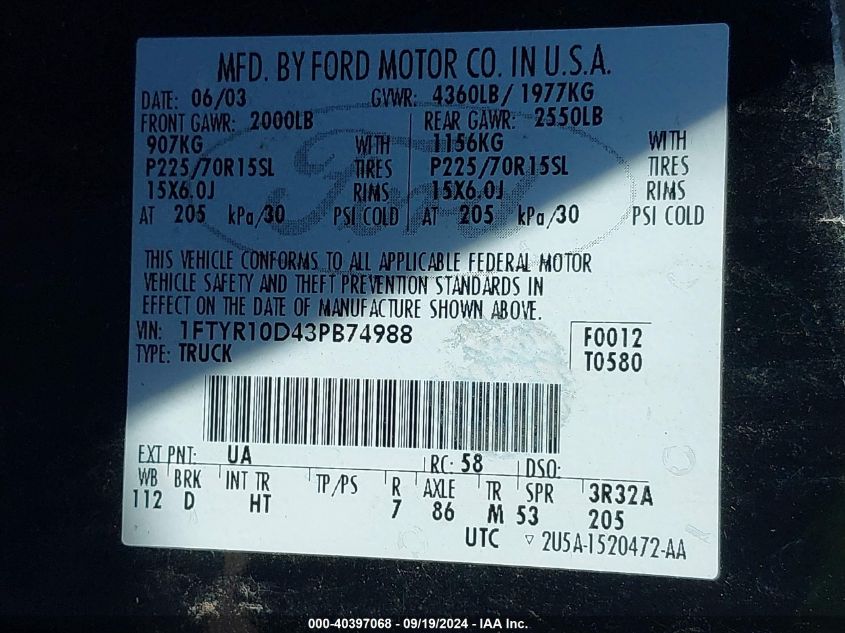 MFD. BY FORD MOTOR CO. IN U.S.A.
DATE: 06/03 GVWR: 4360LB/ 1977KG
FRONT GAWR: 2000LB REAR GAWR: 2550LB
907KG WITH 1156KG WITH
P225/70R15SL TIRES P225/70R15SL TIRES
15X6.0J RIMS 15X6.0J RIMS
AT 205 kPa/30 PSI COLD AT 205 kPa/30 PSI COLD
Ford
THIS VEHICLE CONFORMS TO ALL APPLICABLE FEDERAL MOTOR
VEHICLE SAFETY AND THEFT PREVENTION STANDARDS IN
EFFECT ON THE DATE OF MANUFACTURE SHOWN ABOVE.
VIN: 1FTYR10D43PB74988 F0012
TYPE: TRUCK T0580
EXT PNT: UA RC: 58 DSO:
WB BRK INT TR TP/PS R AXLE TR SPR 3R32A
112 D HT 7 86 M 53 205
UTC ▽ 2U5A-1520472-AA
000-40397068 - 09/19/2024 - IAA Inc.